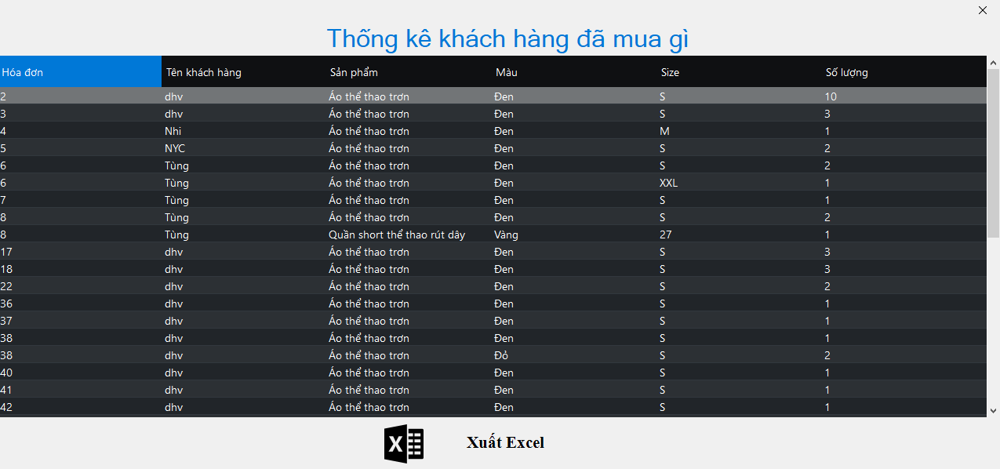 Thống kê khách hàng đã mua gì
Hóa đơn Tên khách hàng Sản phẩm Màu Size Số lượng
2 dhv Áo thể thao trơn Đen S 10
3 dhv Áo thể thao trơn Đen S 3
4 Nhi Áo thể thao trơn Đen M 1
5 NYC Áo thể thao trơn Đen S 2
6 Tùng Áo thể thao trơn Đen S 2
6 Tùng Áo thể thao trơn Đen XXL 1
7 Tùng Áo thể thao trơn Đen S 1
8 Tùng Áo thể thao trơn Đen S 2
8 Tùng Quần short thể thao rút dây Vàng 27 1
17 dhv Áo thể thao trơn Đen S 3
18 dhv Áo thể thao trơn Đen S 3
22 dhv Áo thể thao trơn Đen S 2
36 dhv Áo thể thao trơn Đen S 1
37 dhv Áo thể thao trơn Đen S 1
38 dhv Áo thể thao trơn Đen S 1
38 dhv Áo thể thao trơn Đỏ S 2
40 dhv Áo thể thao trơn Đen S 1
41 dhv Áo thể thao trơn Đen S 1
42 dhv Áo thể thao trơn Đen S 1
X Xuất Excel